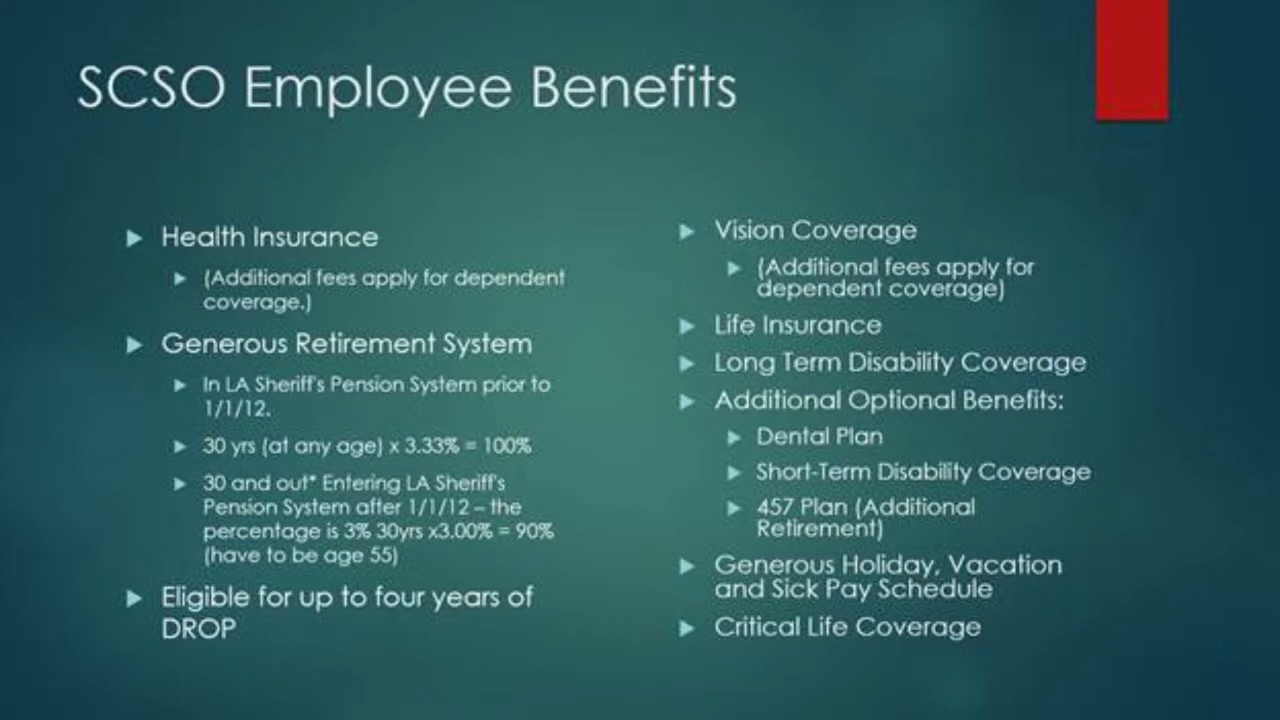 SCSO Employee Benefits
Health Insurance
(Additional fees apply for dependent
coverage.)
Generous Retirement System
In LA Sheriff's Pension System prior to
1/1/12.
30 yrs (at any age) x 3.33% = 100%
30 and out* Entering LA Sheriff's
Pension System after 1/1/12 – the
percentage is 3% 30yrs x3.00% = 90%
(have to be age 55)
Eligible for up to four years of
DROP
Vision Coverage
(Additional fees apply for
dependent coverage)
Life Insurance
Long Term Disability Coverage
Additional Optional Benefits:
Dental Plan
Short-Term Disability Coverage
457 Plan (Additional
Retirement)
Generous Holiday, Vacation
and Sick Pay Schedule
Critical Life Coverage